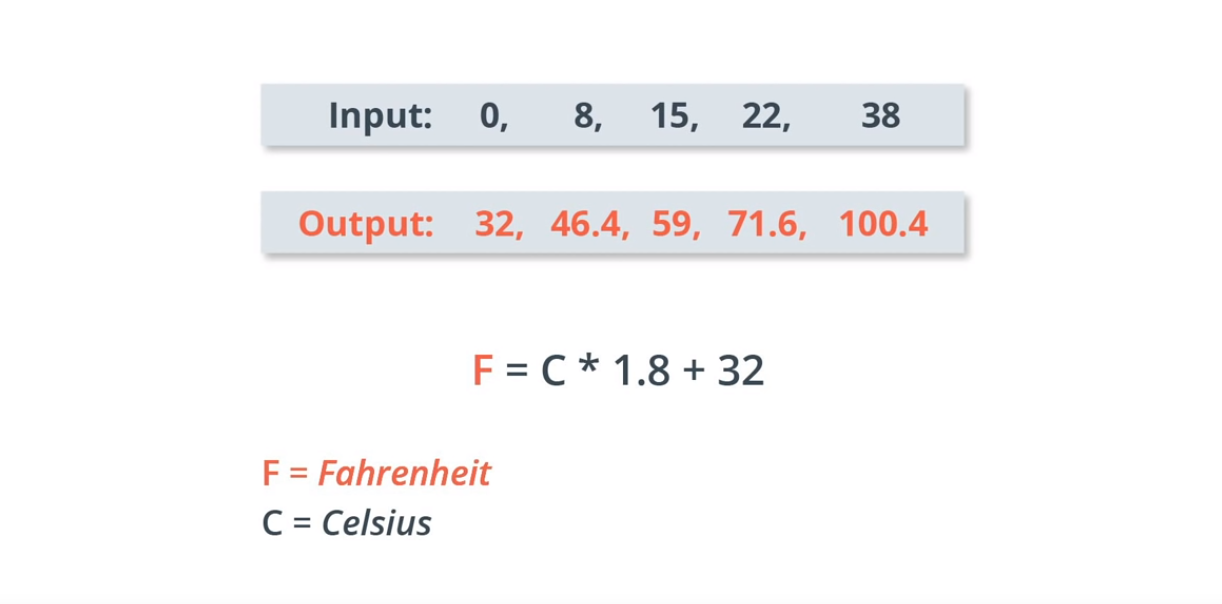 Input: 0, 8, 15, 22, 38
Output: 32, 46.4, 59, 71.6, 100.4
F = C * 1.8 + 32
F = Fahrenheit
C = Celsius